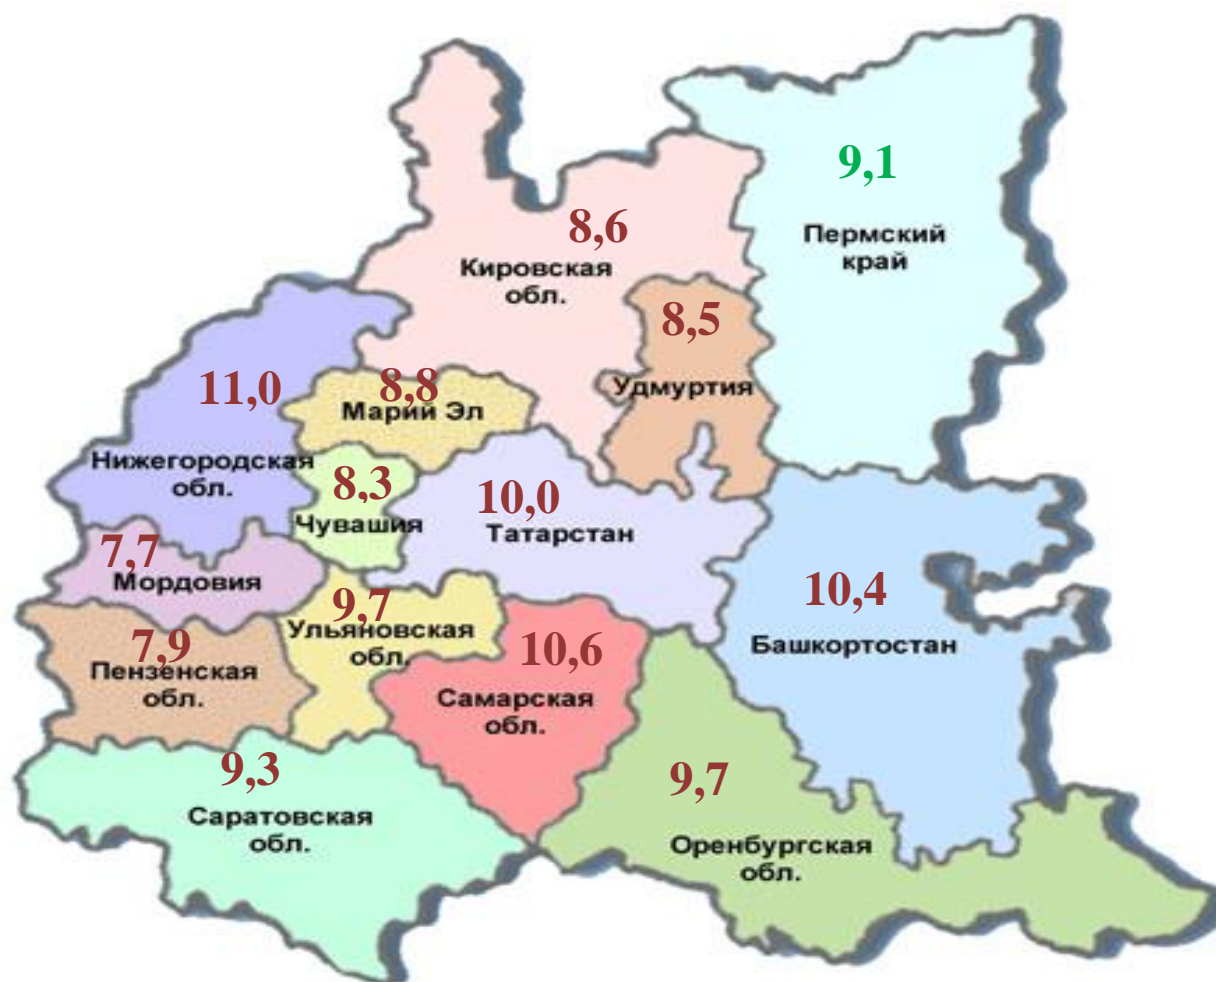 9,1
Пермский
край
8,6
Кировская
обл.
8,5
Удмуртия
11,0
Нижегородская
обл.
8,8
Марий Эл
8,3
Чувашия
10,0
Татарстан
7,7
Мордовия
10,4
Башкортостан
9,7
Ульяновская
обл.
7,9
Пензенская
обл.
10,6
Самарская
обл.
9,3
Саратовская
обл.
9,7
Оренбургская
обл.